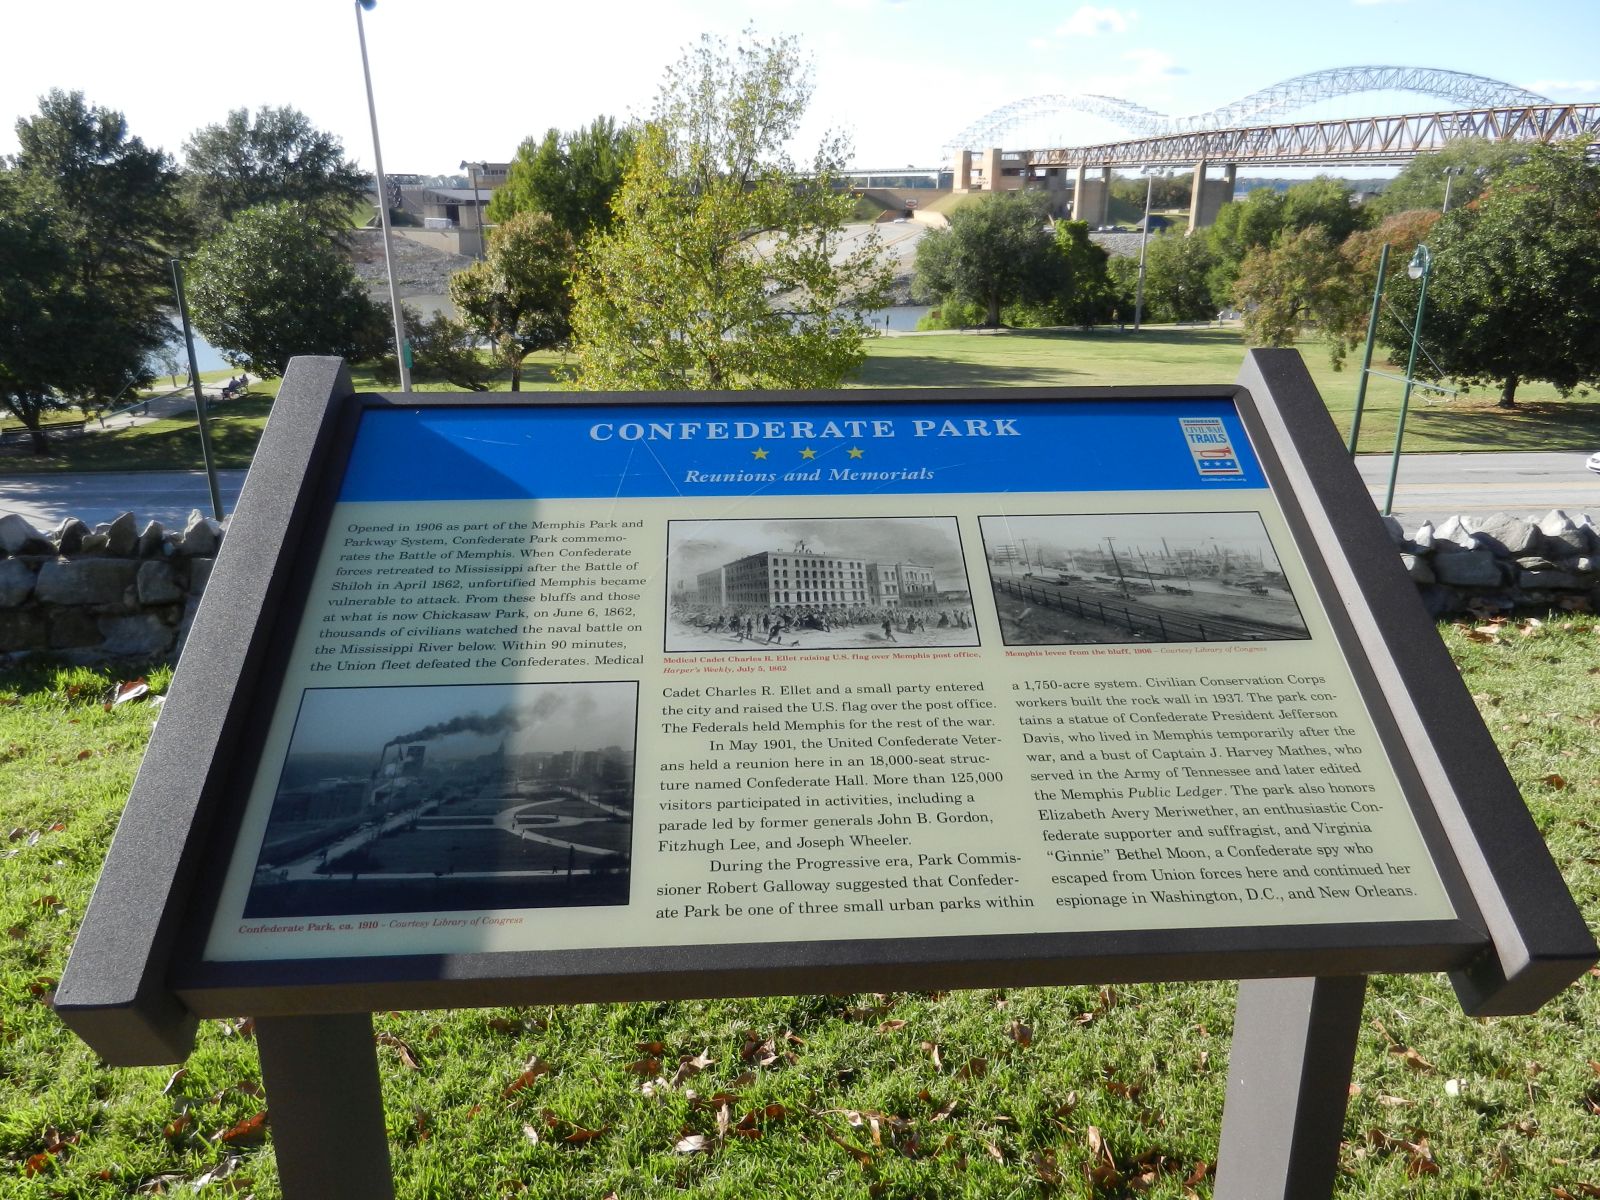 CONFEDERATE PARK
Reunions and Memorials
TENNESSEE
CIVIL WAR
TRAILS
CivilWarTrails.org
Opened in 1906 as part of the Memphis Park and
Parkway System, Confederate Park commemo-
rates the Battle of Memphis. When Confederate
forces retreated to Mississippi after the Battle of
Shiloh in April 1862, unfortified Memphis became
vulnerable to attack. From these bluffs and those
at what is now Chickasaw Park, on June 6, 1862,
thousands of civilians watched the naval battle on
the Mississippi River below. Within 90 minutes,
the Union fleet defeated the Confederates. Medical
Confederate Park, ca. 1910 – Courtesy Library of Congress
Medical Cadet Charles R. Ellet raising U.S. flag over Memphis post office,
Harper's Weekly, July 5, 1862
Cadet Charles R. Ellet and a small party entered
the city and raised the U.S. flag over the post office.
The Federals held Memphis for the rest of the war.
In May 1901, the United Confederate Veter-
ans held a reunion here in an 18,000-seat struc-
ture named Confederate Hall. More than 125,000
visitors participated in activities, including a
parade led by former generals John B. Gordon,
Fitzhugh Lee, and Joseph Wheeler.
During the Progressive era, Park Commis-
sioner Robert Galloway suggested that Confeder-
ate Park be one of three small urban parks within
Memphis levee from the bluff, 1906 – Courtesy Library of Congress
a 1,750-acre system. Civilian Conservation Corps
workers built the rock wall in 1937. The park con-
tains a statue of Confederate President Jefferson
Davis, who lived in Memphis temporarily after the
war, and a bust of Captain J. Harvey Mathes, who
served in the Army of Tennessee and later edited
the Memphis Public Ledger. The park also honors
Elizabeth Avery Meriwether, an enthusiastic Con-
federate supporter and suffragist, and Virginia
“Ginnie” Bethel Moon, a Confederate spy who
escaped from Union forces here and continued her
espionage in Washington, D.C., and New Orleans.